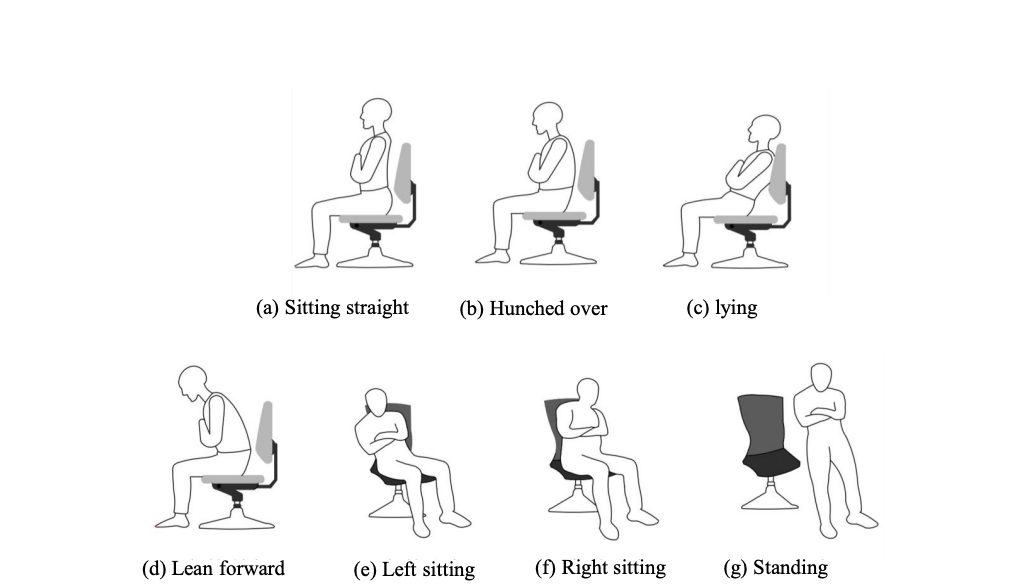 (a) Sitting straight
(b) Hunched over
(c) lying
(d) Lean forward
(e) Left sitting
(f) Right sitting
(g) Standing